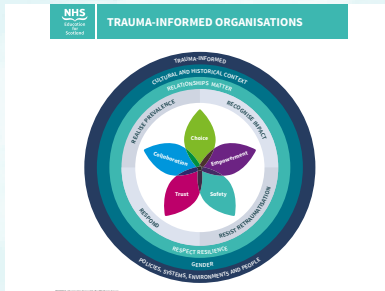 NHS
Education
for
Scotland
TRAUMA-INFORMED ORGANISATIONS
TRAUMA-INFORMED
CULTURAL AND HISTORICAL CONTEXT
RELATIONSHIPS MATTER
REALISE PREVALENCE
RECOGNISE IMPACT
Choice
Collaboration
Empowerment
Trust
Safety
RESPOND
RESIST RETRAUMATISATION
RESPECT RESILIENCE
GENDER
POLICIES, SYSTEMS, ENVIRONMENTS AND PEOPLE